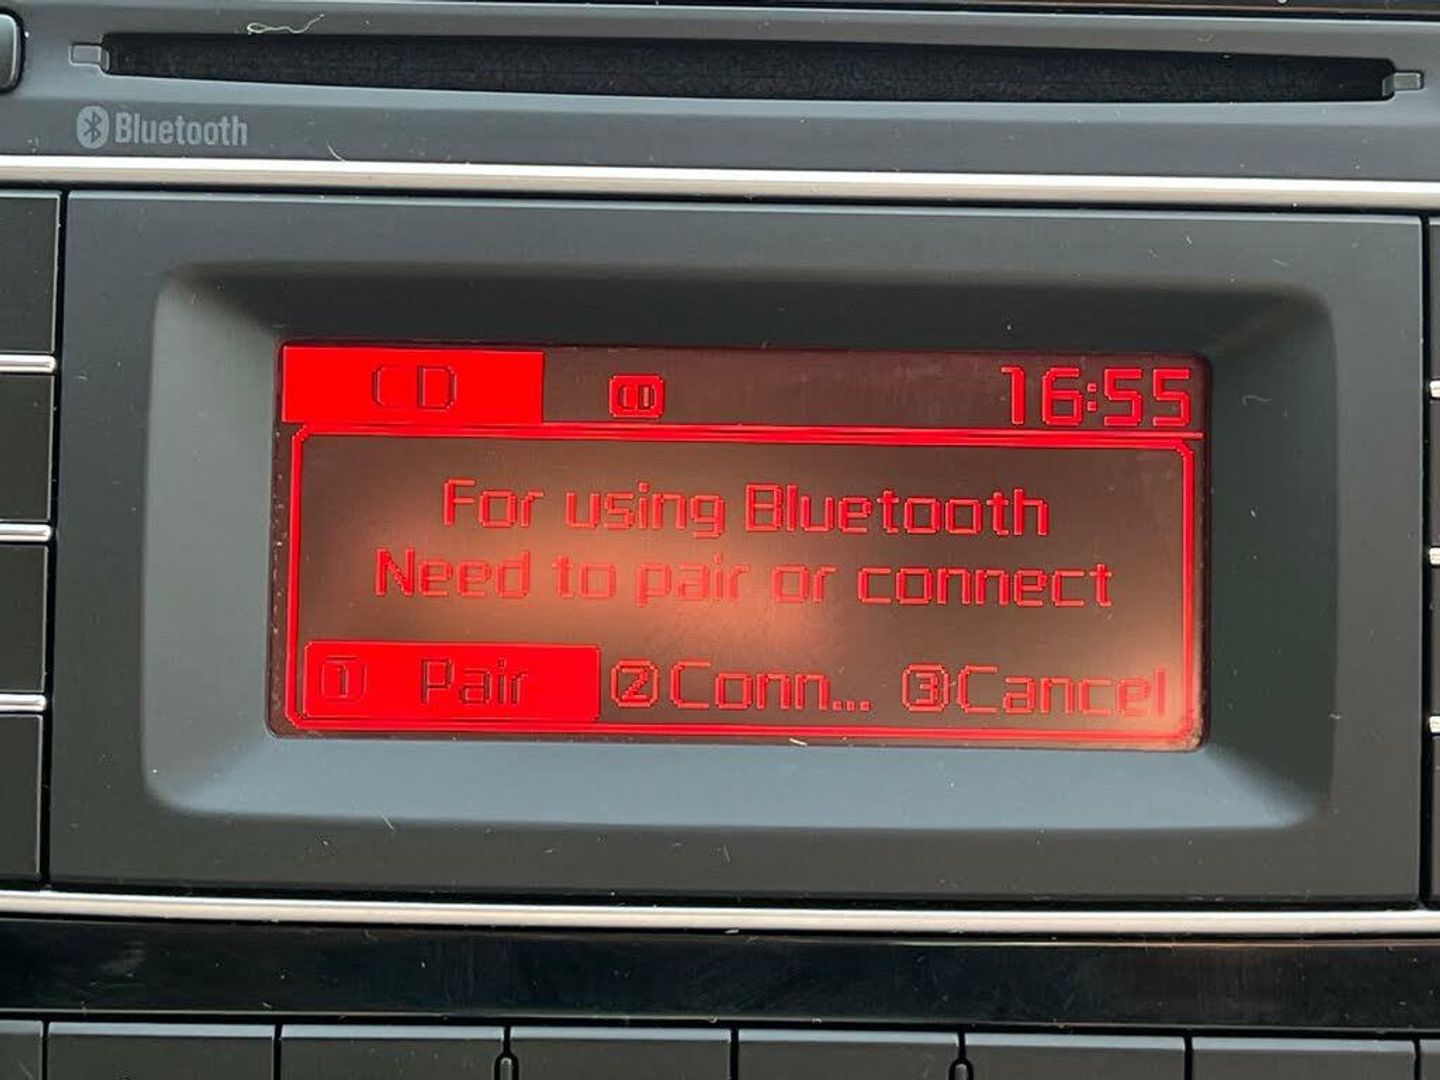 Bluetooth
CD 16:55
For using Bluetooth
Need to pair or connect
1 Pair 2 Conn... 3 Cancel